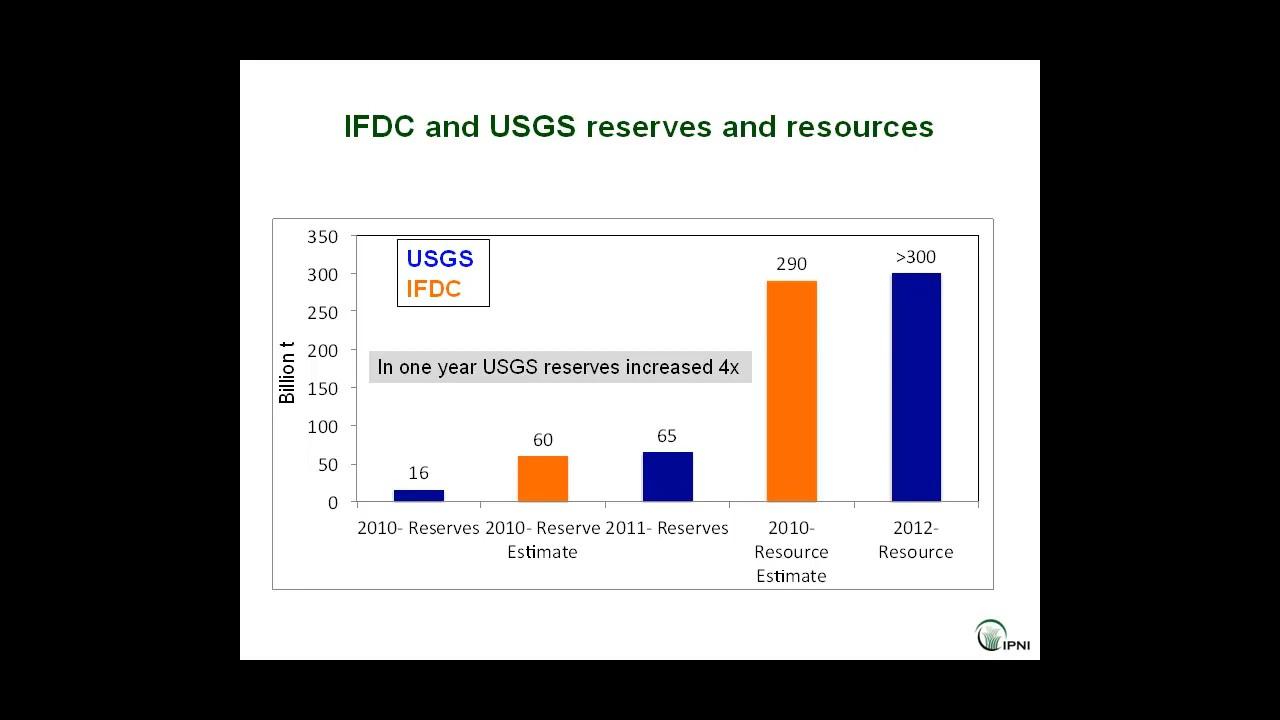 IFDC and USGS reserves and resources
350
300
250
200
150
100
50
0
Billion t
USGS
IFDC
In one year USGS reserves increased 4x
16
60
65
290
>300
2010- Reserves
2010- Reserve
Estimate
2011- Reserves
2010-
Resource
Estimate
2012-
Resource
IPNI